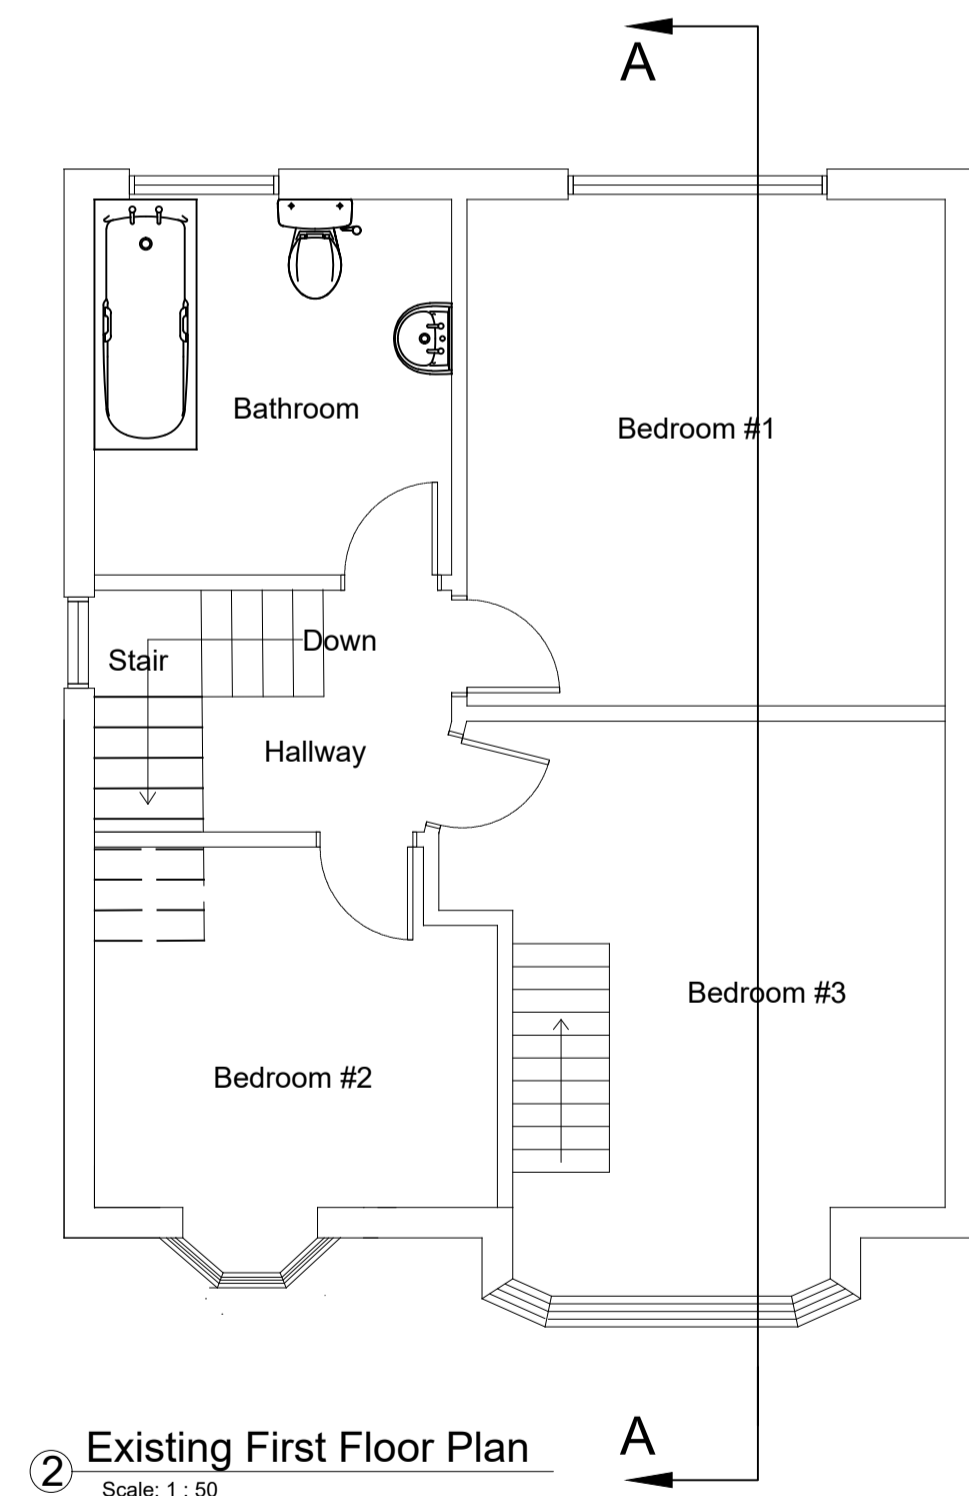 A
Bathroom
Bedroom #1
Down
Stair
Hallway
Bedroom #3
Bedroom #2
A
2 Existing First Floor Plan
Scale: 1 : 50